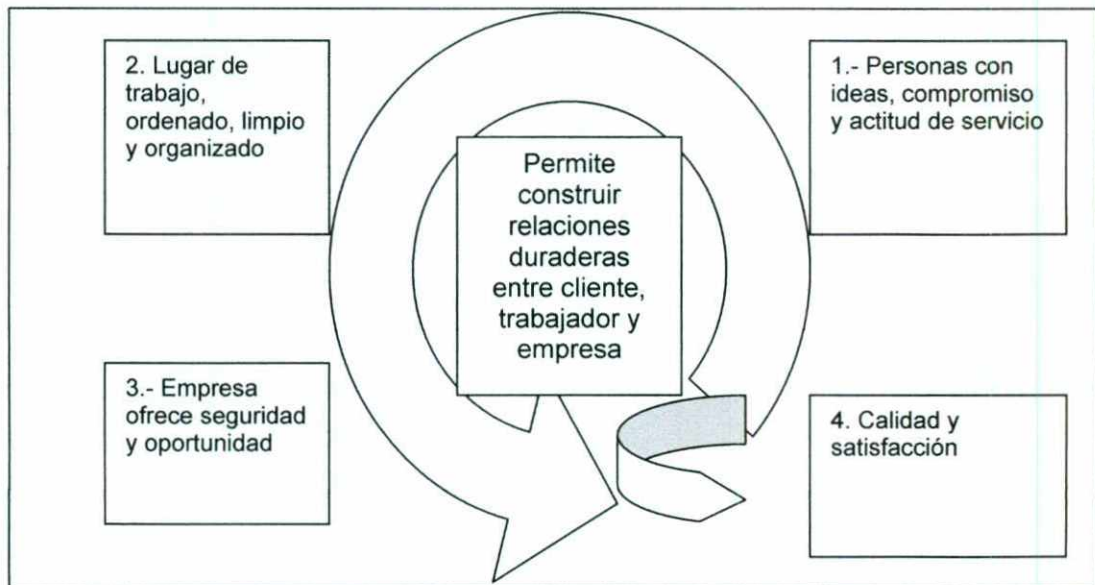 2. Lugar de
trabajo,
ordenado, limpio
y organizado
1.- Personas con
ideas, compromiso
y actitud de servicio
Permite
construir
relaciones
duraderas
entre cliente,
trabajador y
empresa
3.- Empresa
ofrece seguridad
y oportunidad
4. Calidad y
satisfacción